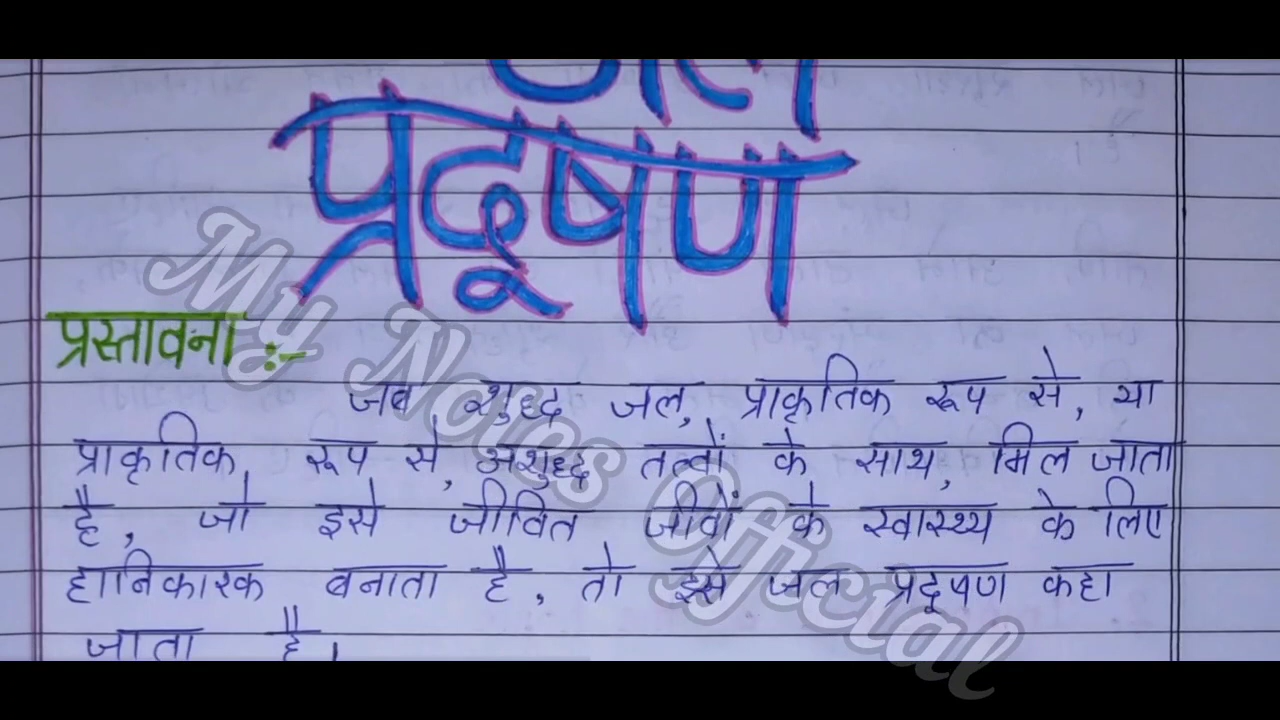 जल
प्रदूषण
प्रस्तावना :-
जब शुद्ध जल, प्राकृतिक रूप से, या
प्राकृतिक रूप से, अशुद्ध तत्वों के साथ, मिल जाता
है, जो इसे जीवित जीवों के स्वास्थ्य के लिए
हानिकारक बनाता है, तो इसे जल प्रदूषण कहा
जाता है।
My Notes Official